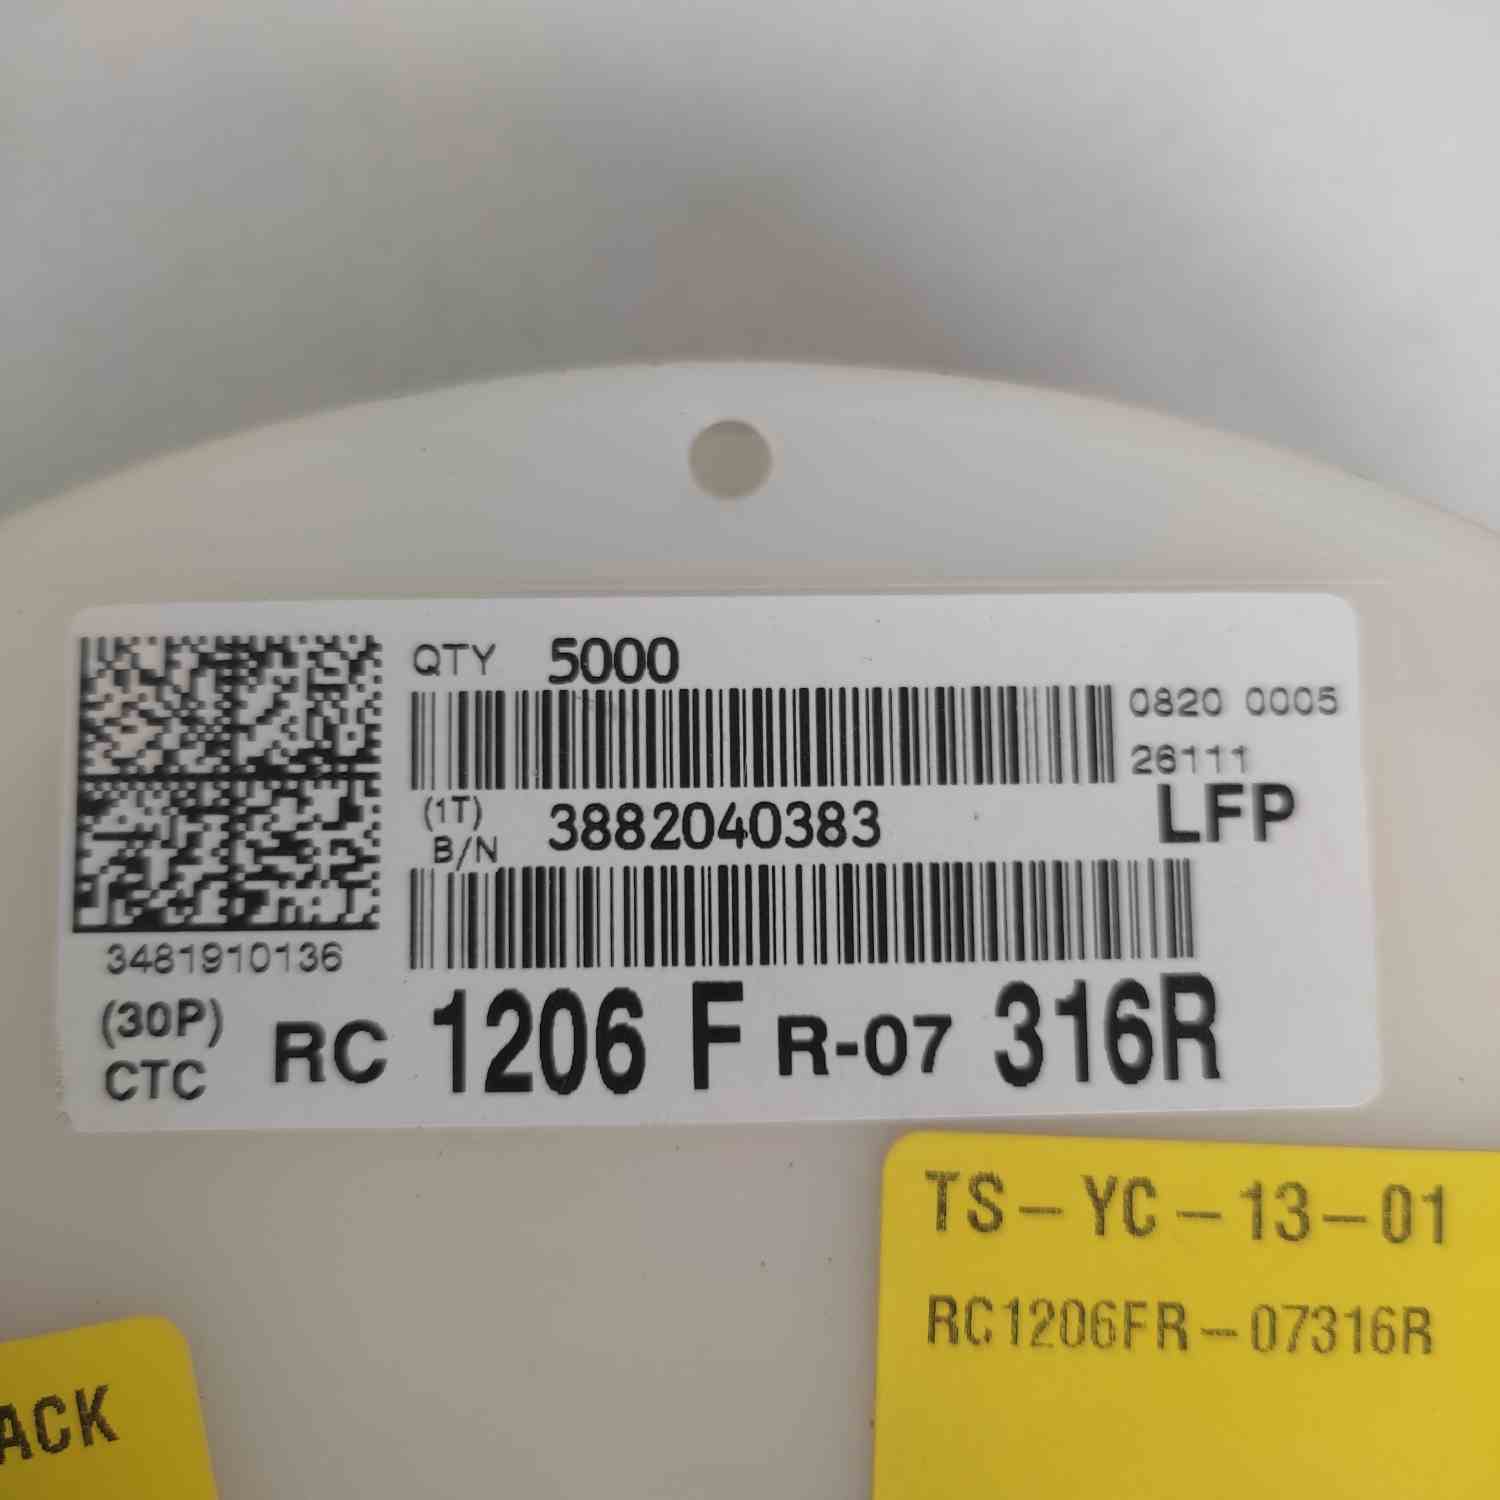 QTY 5000
0820 0005
26111
(1T)
B/N 3882040383
LFP
3481910136
(30P)
CTC RC 1206 F R-07 316R
TS-YC-13-01
RC1206FR-07316R
ACK